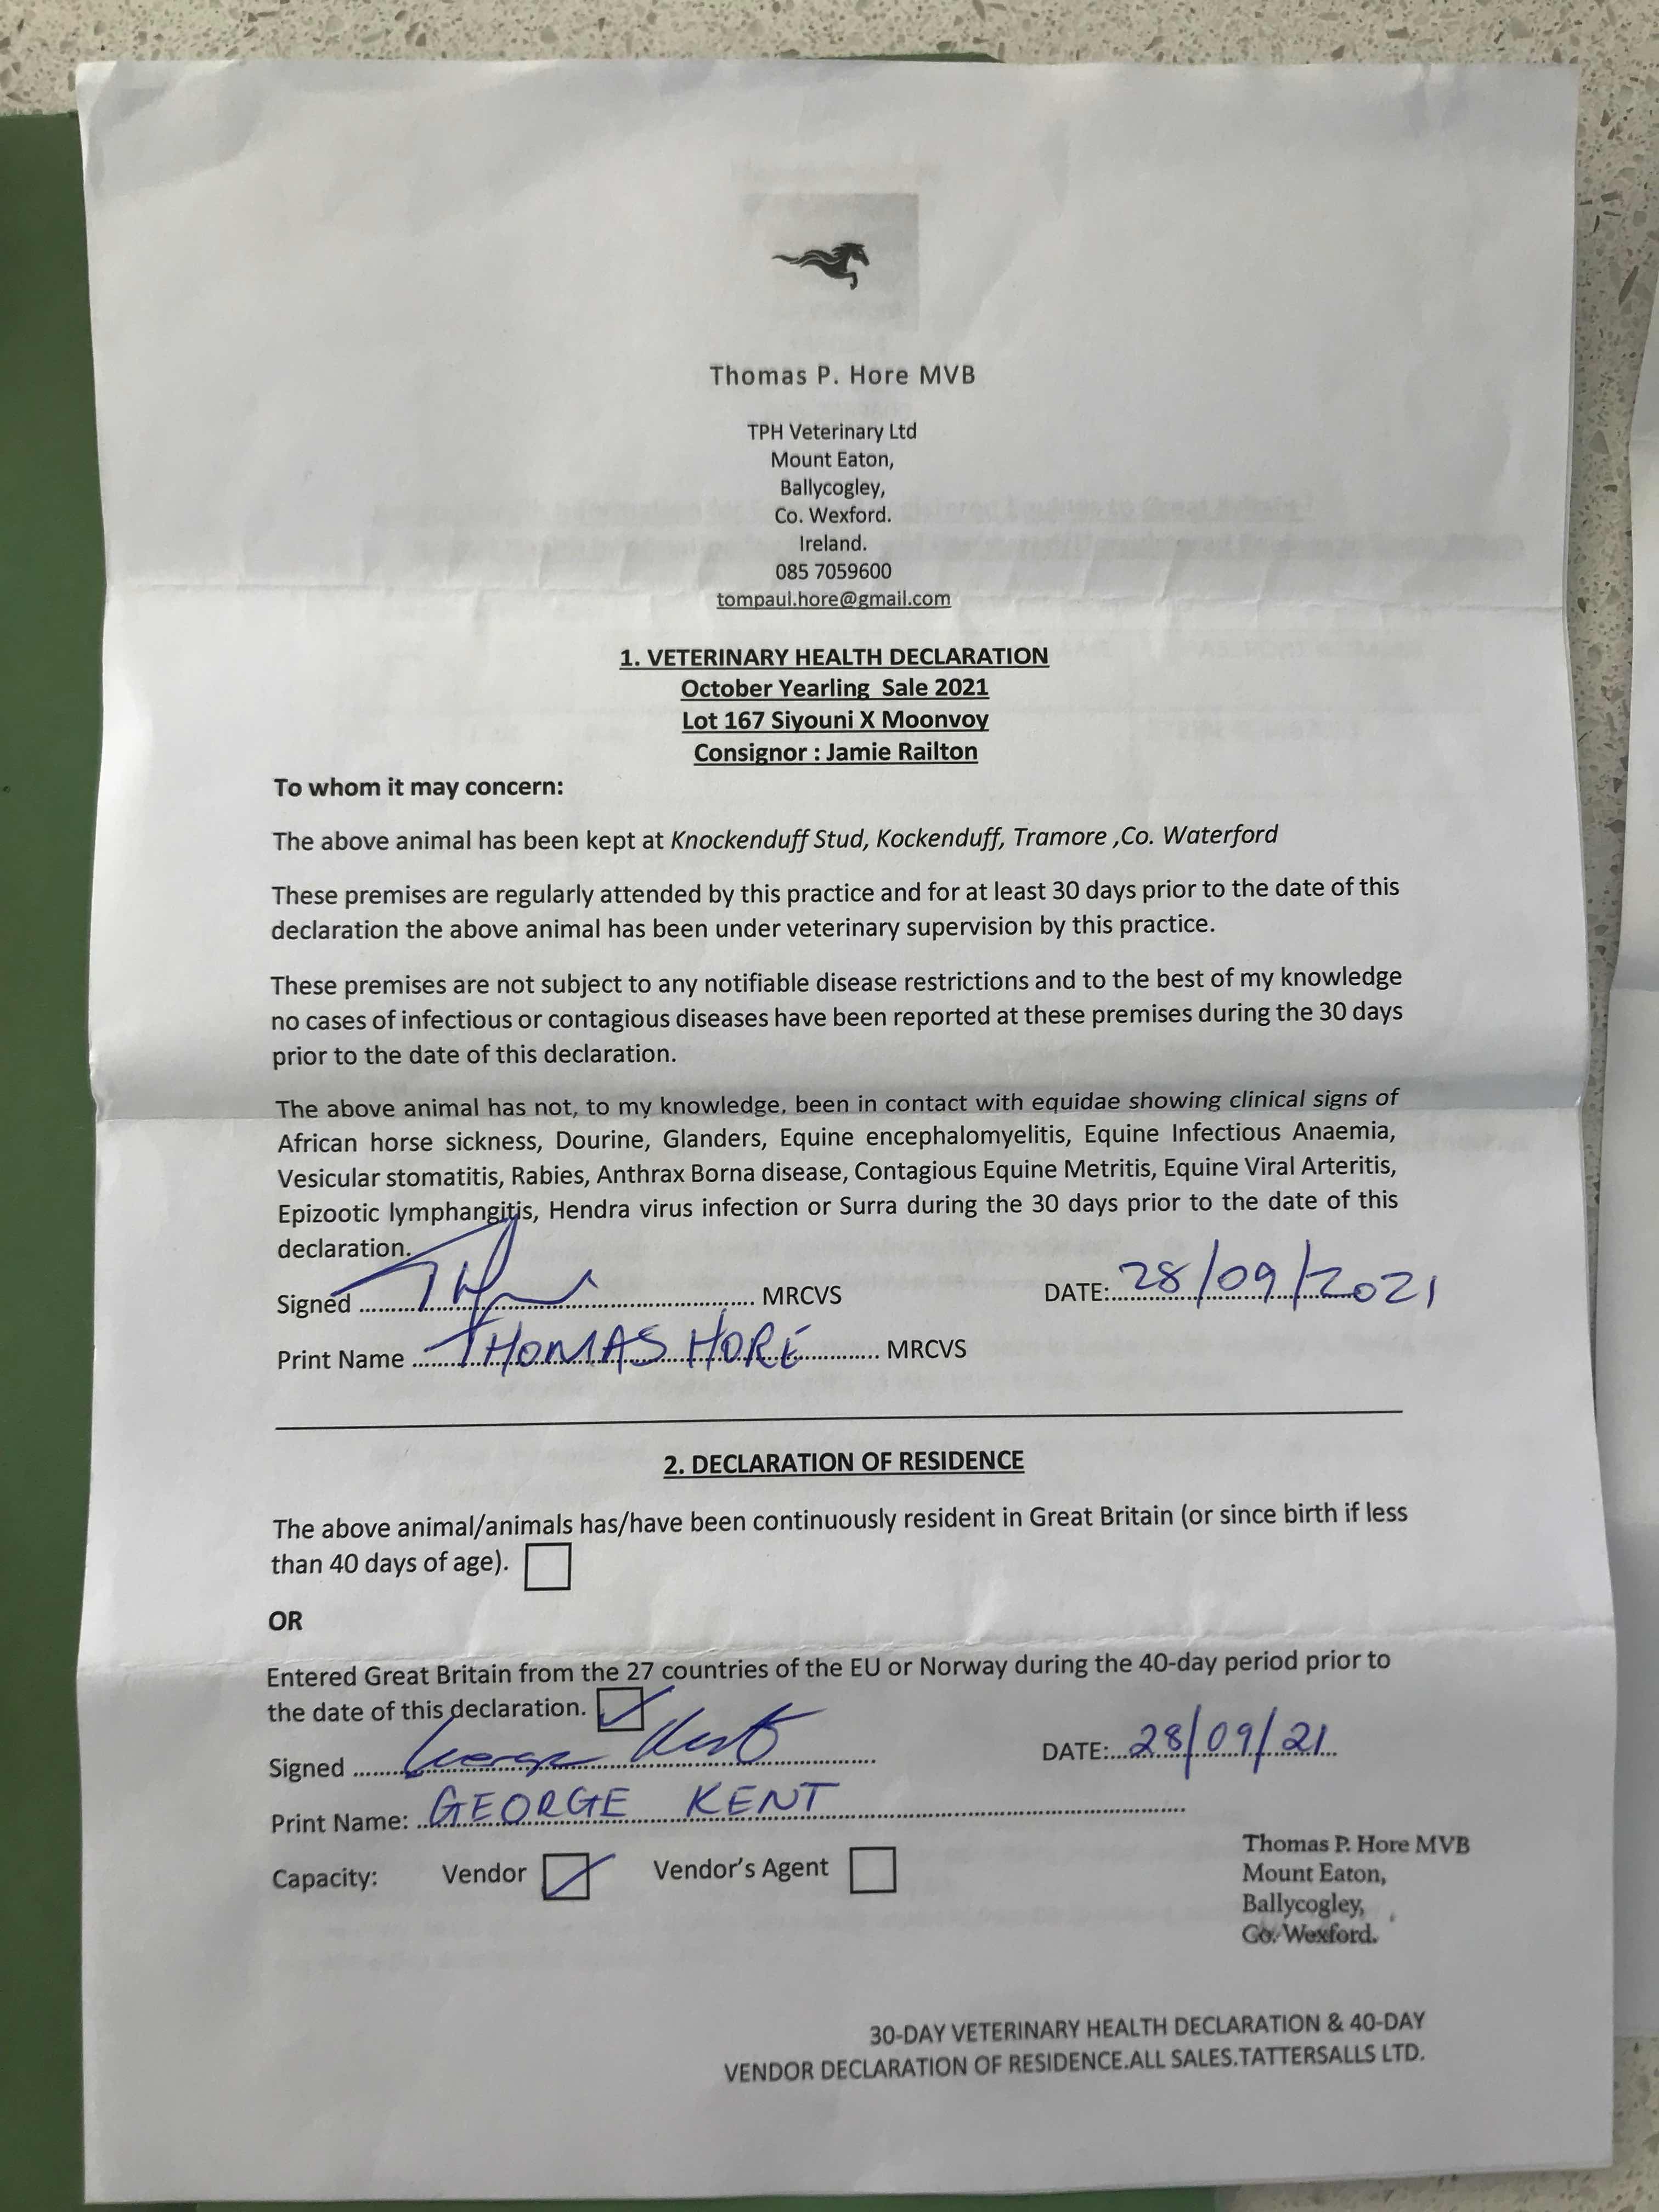 Thomas P. Hore MVB
TPH Veterinary Ltd
Mount Eaton,
Ballycogley,
Co. Wexford.
Ireland.
085 7059600
tompaul.hore@gmail.com
1. VETERINARY HEALTH DECLARATION
October Yearling Sale 2021
Lot 167 Siyouni X Moonvoy
Consignor : Jamie Railton
To whom it may concern:
The above animal has been kept at Knockenduff Stud, Kockenduff, Tramore ,Co. Waterford
These premises are regularly attended by this practice and for at least 30 days prior to the date of this
declaration the above animal has been under veterinary supervision by this practice.
These premises are not subject to any notifiable disease restrictions and to the best of my knowledge
no cases of infectious or contagious diseases have been reported at these premises during the 30 days
prior to the date of this declaration.
The above animal has not, to my knowledge, been in contact with equidae showing clinical signs of
African horse sickness, Dourine, Glanders, Equine encephalomyelitis, Equine Infectious Anaemia,
Vesicular stomatitis, Rabies, Anthrax Borna disease, Contagious Equine Metritis, Equine Viral Arteritis,
Epizootic lymphangitis, Hendra virus infection or Surra during the 30 days prior to the date of this
declaration.
Signed .......... MRCVS DATE:..28/09/2021
Print Name ..THOMAS HORE.. MRCVS
2. DECLARATION OF RESIDENCE
The above animal/animals has/have been continuously resident in Great Britain (or since birth if less
than 40 days of age).
OR
Entered Great Britain from the 27 countries of the EU or Norway during the 40-day period prior to
the date of this declaration.
Signed ..George Kent.. DATE:..28/09/21..
Print Name: ..GEORGE KENT..
Capacity: Vendor Vendor's Agent
Thomas P. Hore MVB
Mount Eaton,
Ballycogley,
Co. Wexford.
30-DAY VETERINARY HEALTH DECLARATION & 40-DAY
VENDOR DECLARATION OF RESIDENCE.ALL SALES.TATTERSALLS LTD.